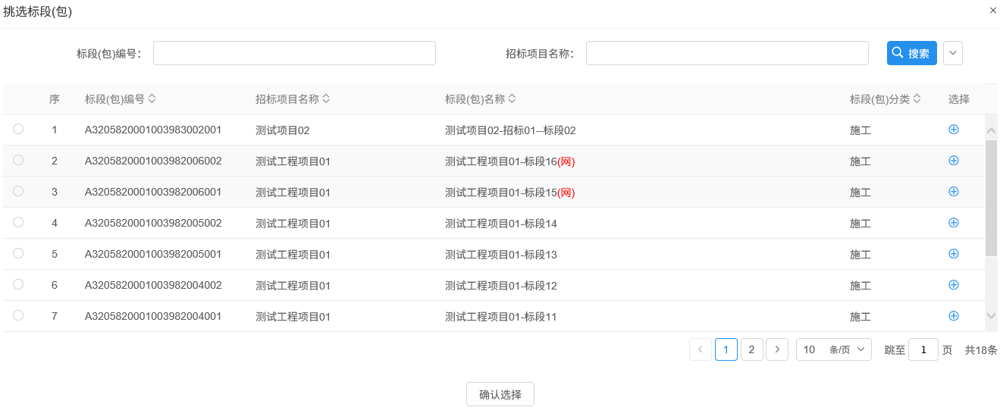 挑选标段(包) ×
标段(包)编号： 招标项目名称： 搜索
序 标段(包)编号 招标项目名称 标段(包)名称 标段(包)分类 选择
1 A3205820001003983002001 测试项目02 测试项目02-招标01--标段02 施工
2 A3205820001003982006002 测试工程项目01 测试工程项目01-标段16(网) 施工
3 A3205820001003982006001 测试工程项目01 测试工程项目01-标段15(网) 施工
4 A3205820001003982005002 测试工程项目01 测试工程项目01-标段14 施工
5 A3205820001003982005001 测试工程项目01 测试工程项目01-标段13 施工
6 A3205820001003982004002 测试工程项目01 测试工程项目01-标段12 施工
7 A3205820001003982004001 测试工程项目01 测试工程项目01-标段11 施工
1 2 10 条/页 跳至 1 页 共18条
确认选择